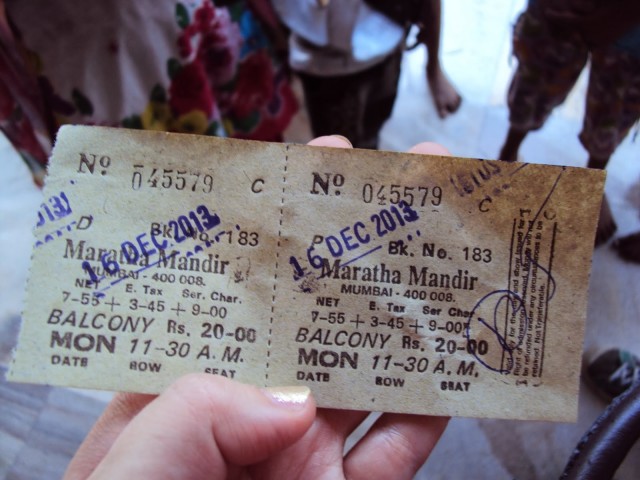 Nº 045579 C
16 DEC 2013
P Bk. No. 183
Maratha Mandir
MUMBAI - 400 008.
NET E. Tax Ser. Char.
7-55 + 3-45 + 9-00
BALCONY Rs. 20-00
MON 11-30 A. M.
DATE ROW SEAT
Nº 045579 C
16 DEC 2013
P Bk. No. 183
Maratha Mandir
MUMBAI - 400 008.
NET E. Tax Ser. Char.
7-55 + 3-45 + 9-00
BALCONY Rs. 20-00
MON 11-30 A. M.
DATE ROW SEAT